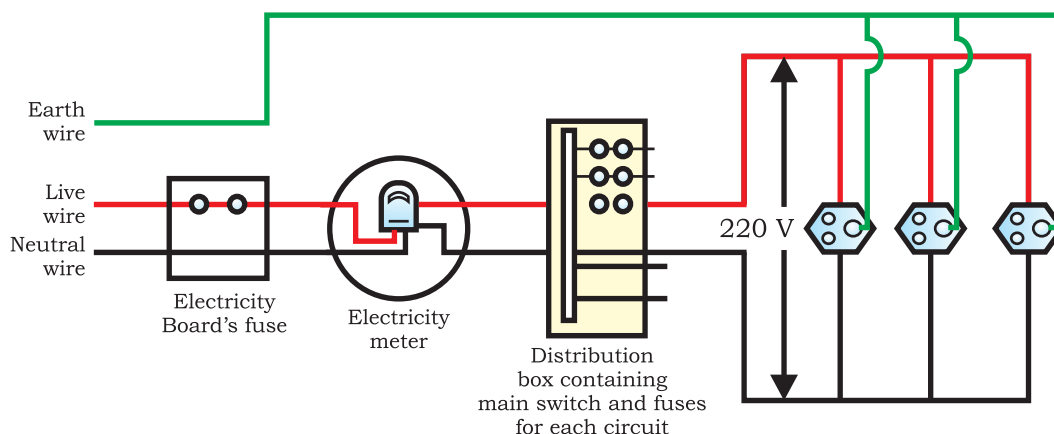 Earth
wire
Live
wire
Neutral
wire
Electricity
Board's fuse
Electricity
meter
Distribution
box containing
main switch and fuses
for each circuit
220 V